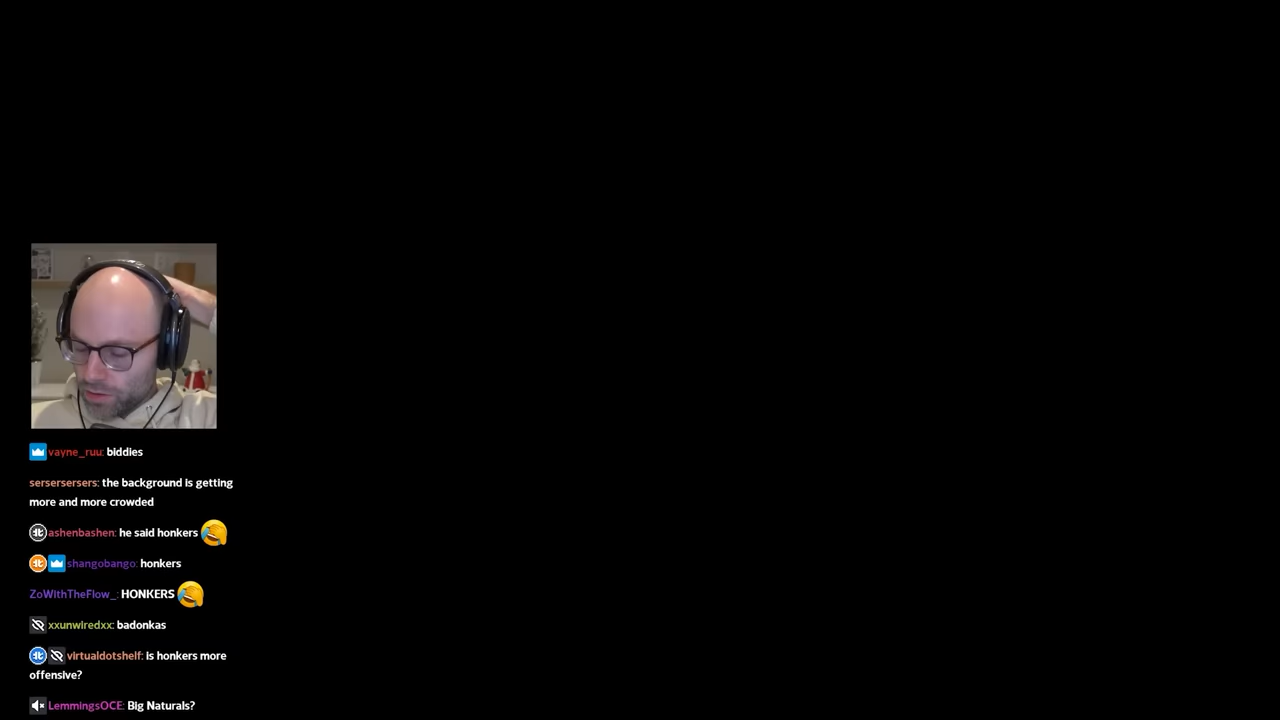 vayne_ruu: biddies
sersersersers: the background is getting
more and more crowded
ashenbashen: he said honkers
shangobango: honkers
ZoWithTheFlow_: HONKERS
xxunwiredxx: badonkas
virtualdotshelf: is honkers more
offensive?
LemmingsOCE: Big Naturals?